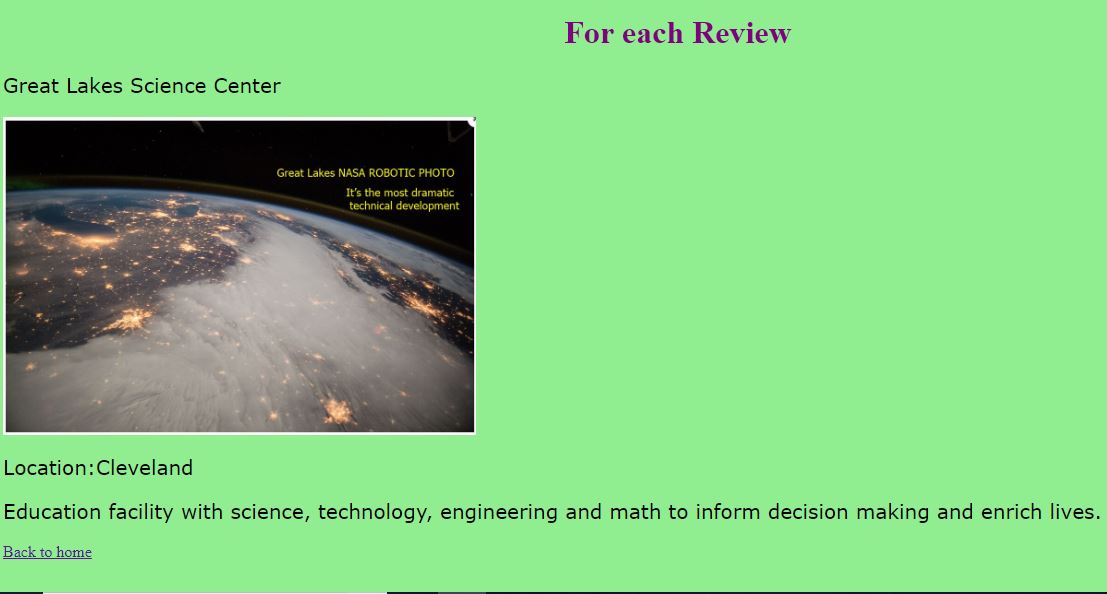 For each Review
Great Lakes Science Center
Great Lakes NASA ROBOTIC PHOTO
It's the most dramatic
technical development
Location:Cleveland
Education facility with science, technology, engineering and math to inform decision making and enrich lives.
Back to home